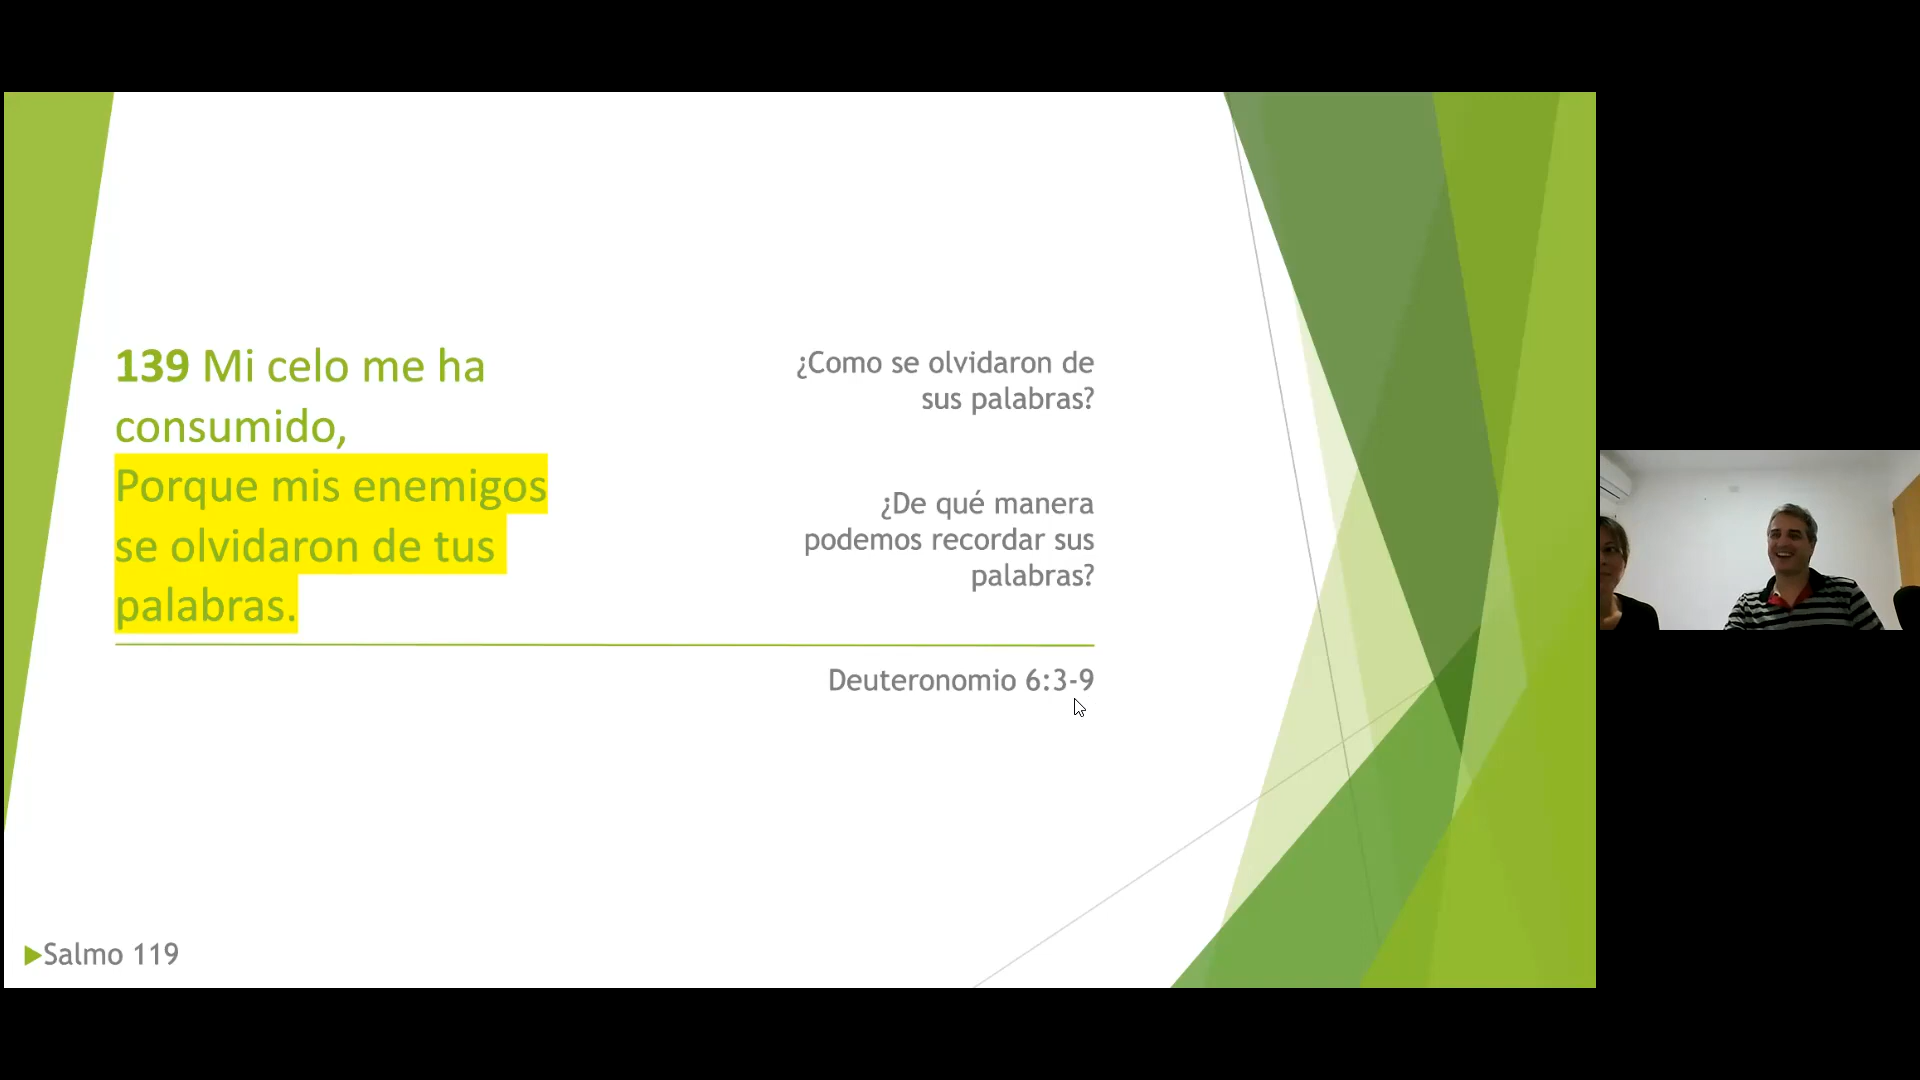 139 Mi celo me ha
consumido,
Porque mis enemigos
se olvidaron de tus
palabras.
¿Como se olvidaron de
sus palabras?
¿De qué manera
podemos recordar sus
palabras?
Deuteronomio 6:3-9
Salmo 119